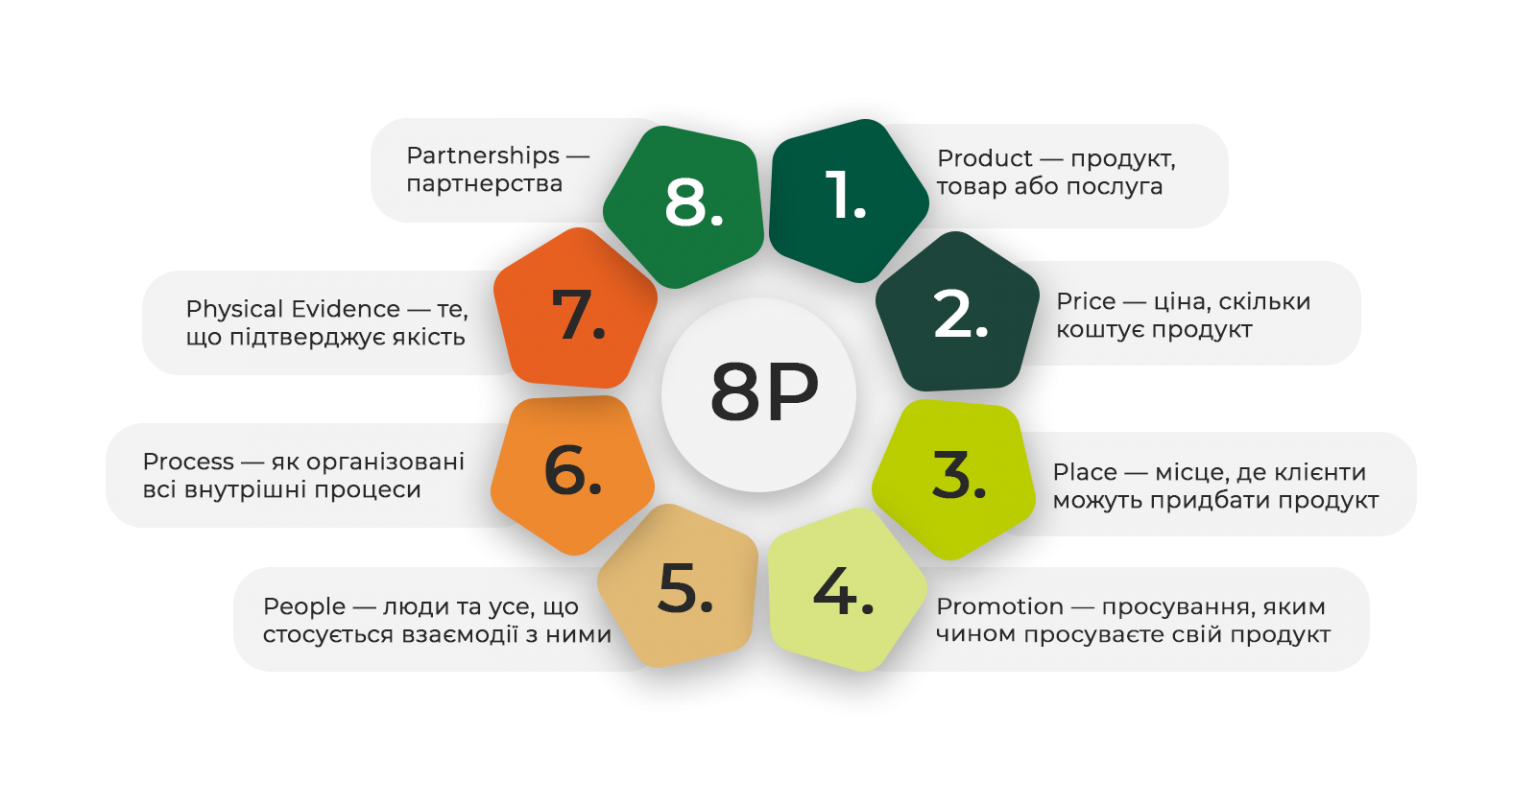 8P
1.
Product — продукт,
товар або послуга
2.
Price — ціна, скільки
коштує продукт
3.
Place — місце, де клієнти
можуть придбати продукт
4.
Promotion — просування, яким
чином просуваєте свій продукт
5.
People — люди та усе, що
стосується взаємодії з ними
6.
Process — як організовані
всі внутрішні процеси
7.
Physical Evidence — те,
що підтверджує якість
8.
Partnerships —
партнерства